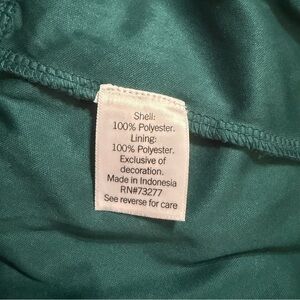 Shell:
100% Polyester.
Lining:
100% Polyester.
Exclusive of
decoration.
Made in Indonesia
RN#73277
See reverse for care